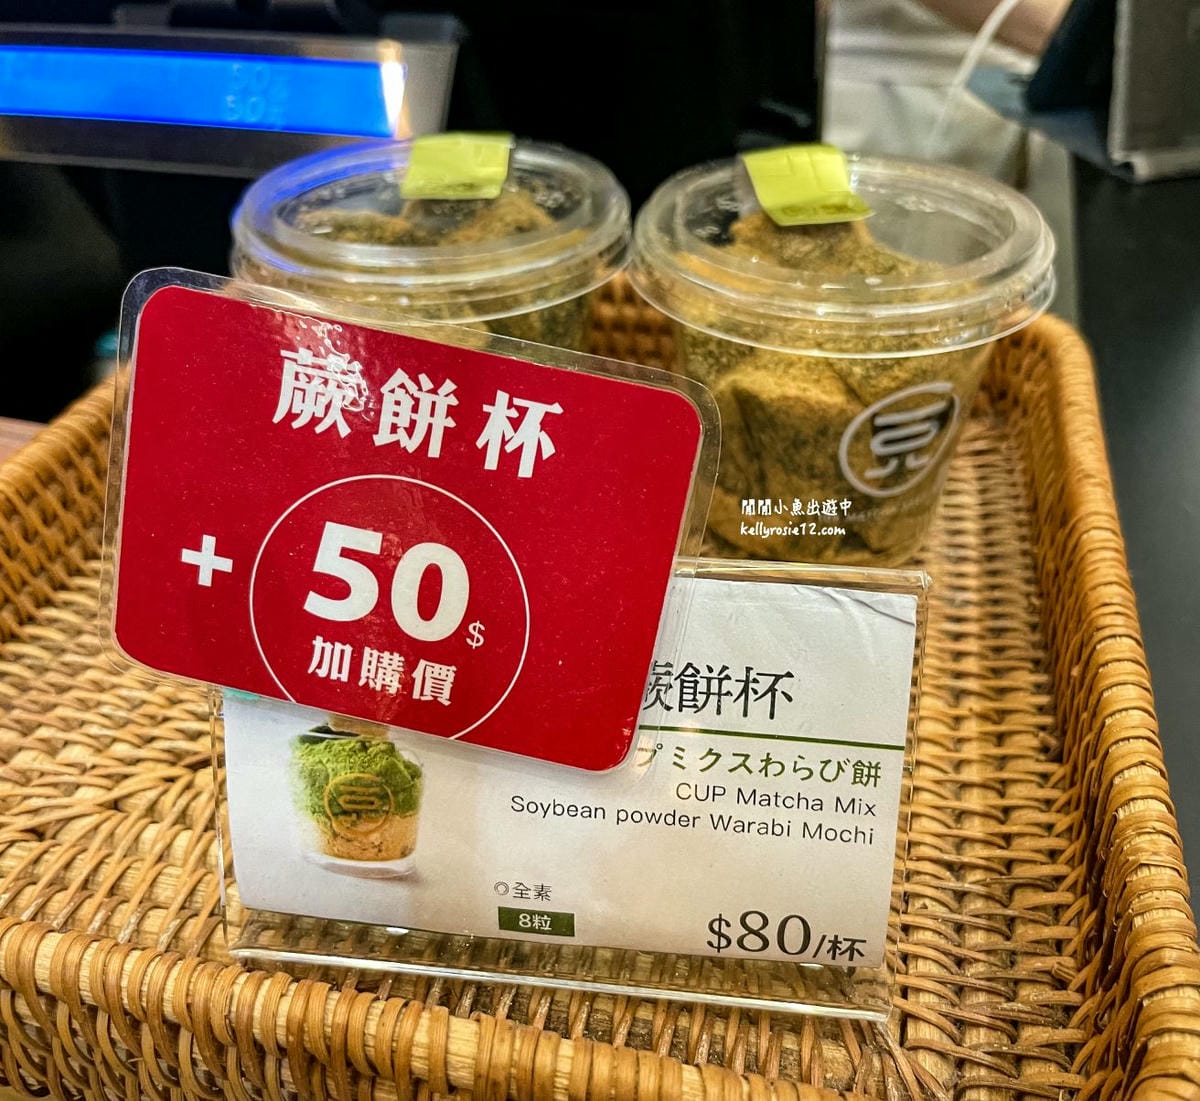 蕨餅杯
+50$
加購價
閒閒小魚出遊中
kellyrosie12.com
蕨餅杯
プミクスわらび餅
CUP Matcha Mix
Soybean powder Warabi Mochi
◎全素
8粒
$80/杯